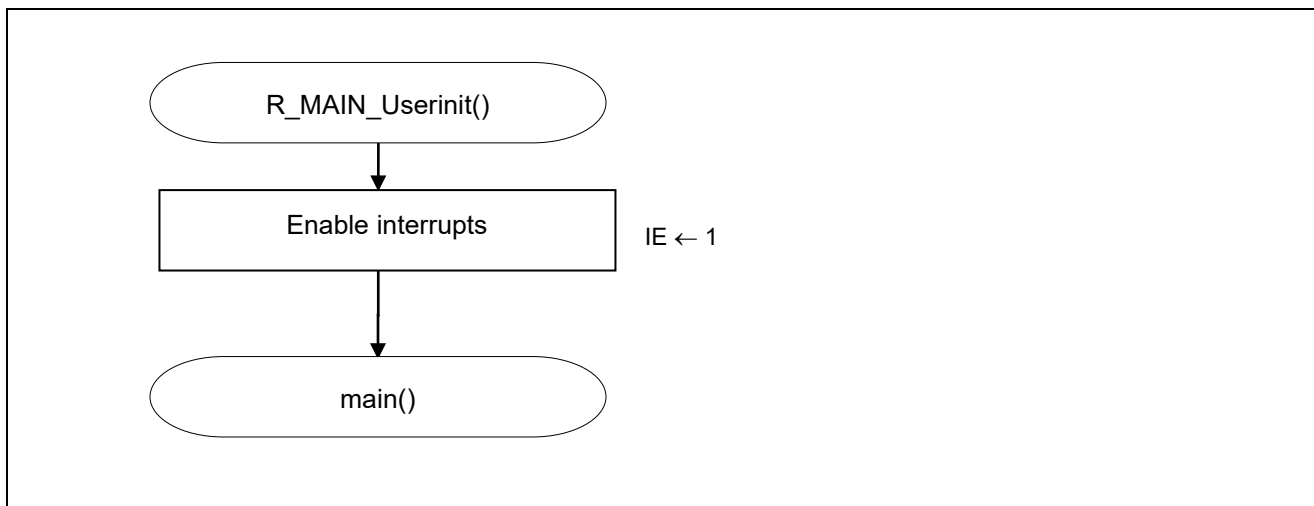 R_MAIN_Userinit()
Enable interrupts
IE ← 1
main()